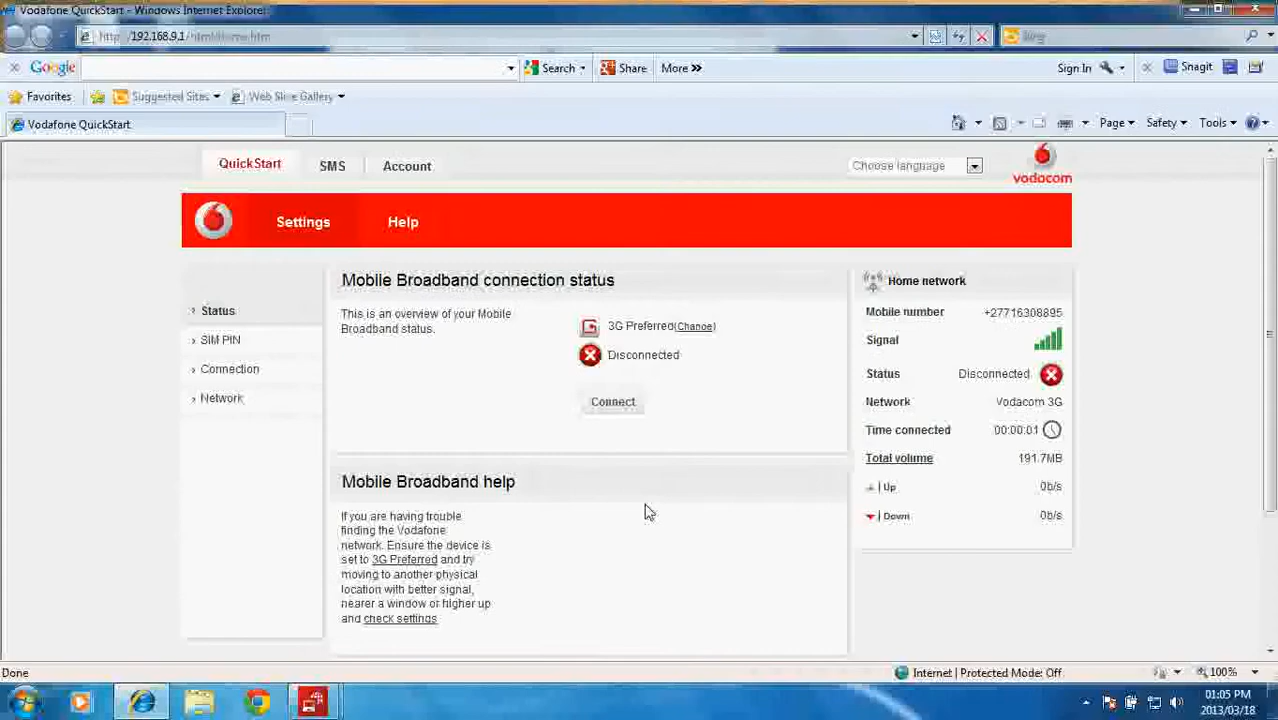 Vodafone QuickStart - Windows Internet Explorer
http://192.168.9.1/html/home.htm
Bing
Google
Search
Share
More »
Sign In
Snagit
Favorites
Suggested Sites
Web Slice Gallery
Vodafone QuickStart
Page
Safety
Tools
QuickStart
SMS
Account
Choose language
vodacom
Settings
Help
Status
SIM PIN
Connection
Network
Mobile Broadband connection status
This is an overview of your Mobile
Broadband status.
3G Preferred(Change)
Disconnected
Connect
Mobile Broadband help
If you are having trouble
finding the Vodafone
network. Ensure the device is
set to 3G Preferred and try
moving to another physical
location with better signal,
nearer a window or higher up
and check settings
Home network
Mobile number +27716308895
Signal
Status Disconnected
Network Vodacom 3G
Time connected 00:00:01
Total volume 191.7MB
| Up 0b/s
| Down 0b/s
Done
Internet | Protected Mode: Off
100%
01:05 PM
2013/03/18